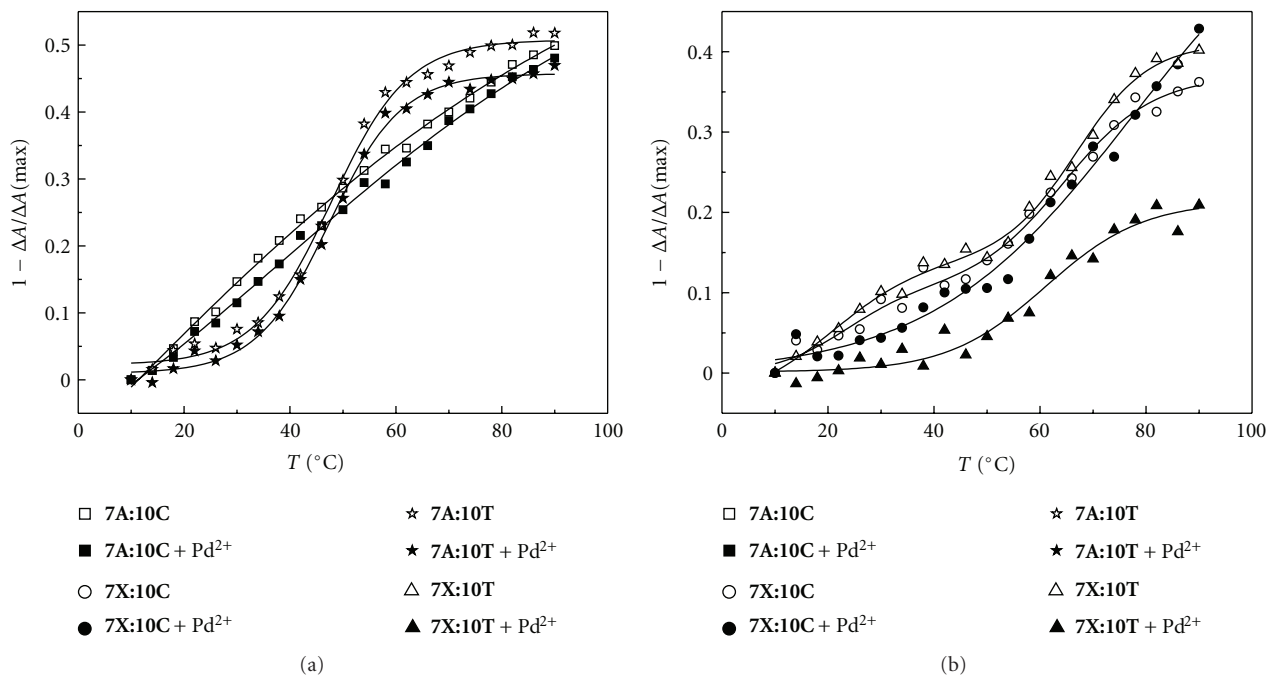 1 − ΔA/ΔA(max)
0.5
0.4
0.3
0.2
0.1
0
0 20 40 60 80 100
T (°C)
7A:10C 7A:10T
7A:10C + Pd²⁺ 7A:10T + Pd²⁺
7X:10C 7X:10T
7X:10C + Pd²⁺ 7X:10T + Pd²⁺
(a)
1 − ΔA/ΔA(max)
0.4
0.3
0.2
0.1
0
0 20 40 60 80 100
T (°C)
7A:10C 7A:10T
7A:10C + Pd²⁺ 7A:10T + Pd²⁺
7X:10C 7X:10T
7X:10C + Pd²⁺ 7X:10T + Pd²⁺
(b)